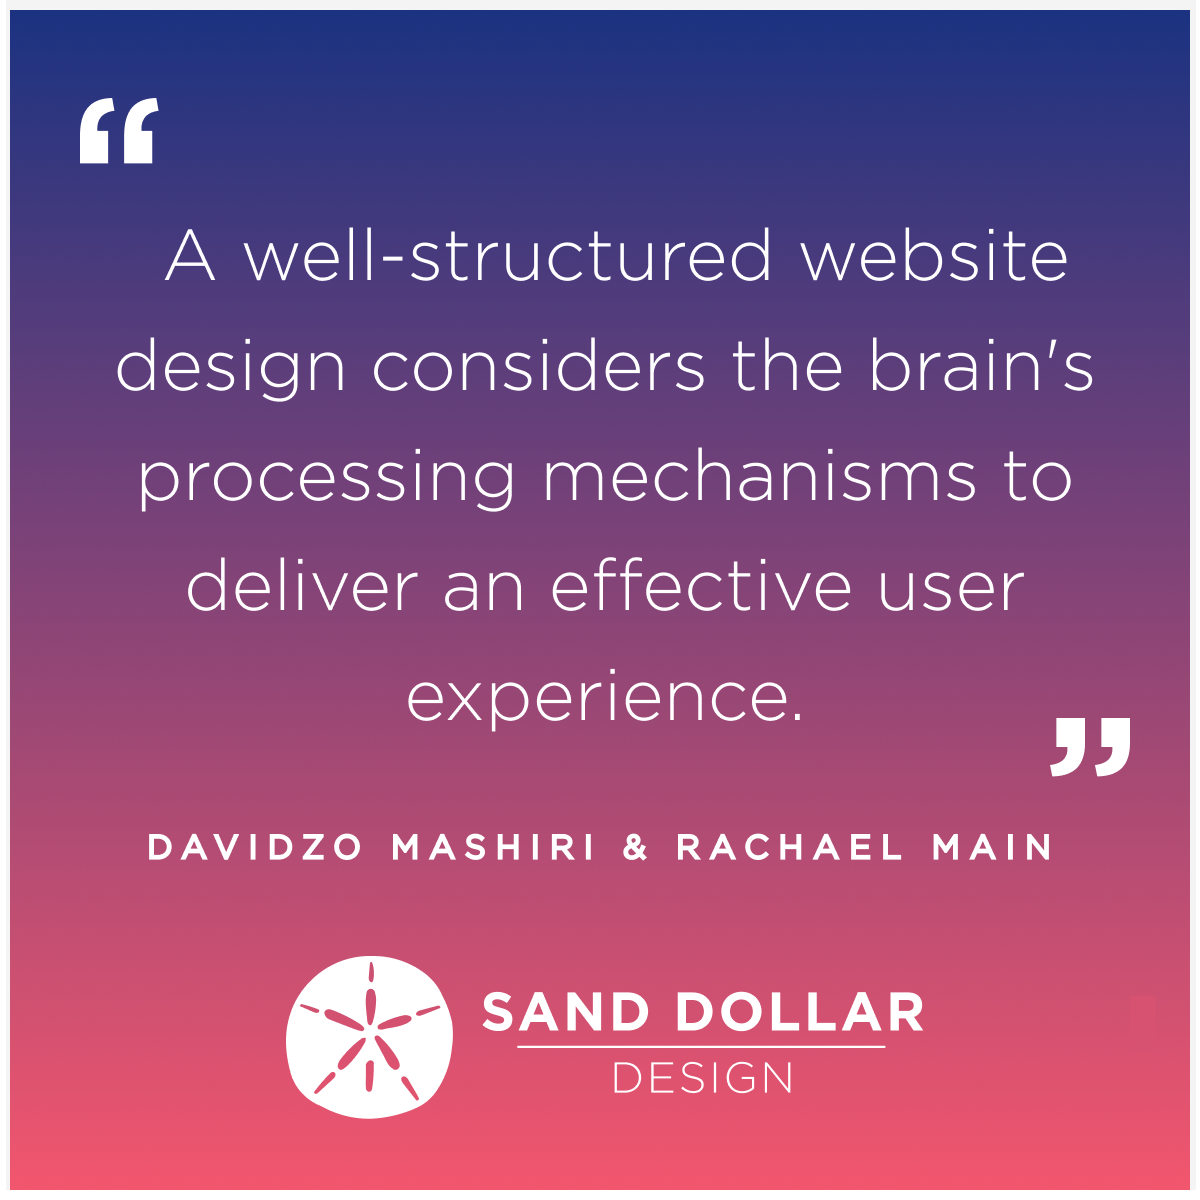 “
A well-structured website
design considers the brain's
processing mechanisms to
deliver an effective user
experience.
”
DAVIDZO MASHIRI & RACHAEL MAIN
SAND DOLLAR
DESIGN